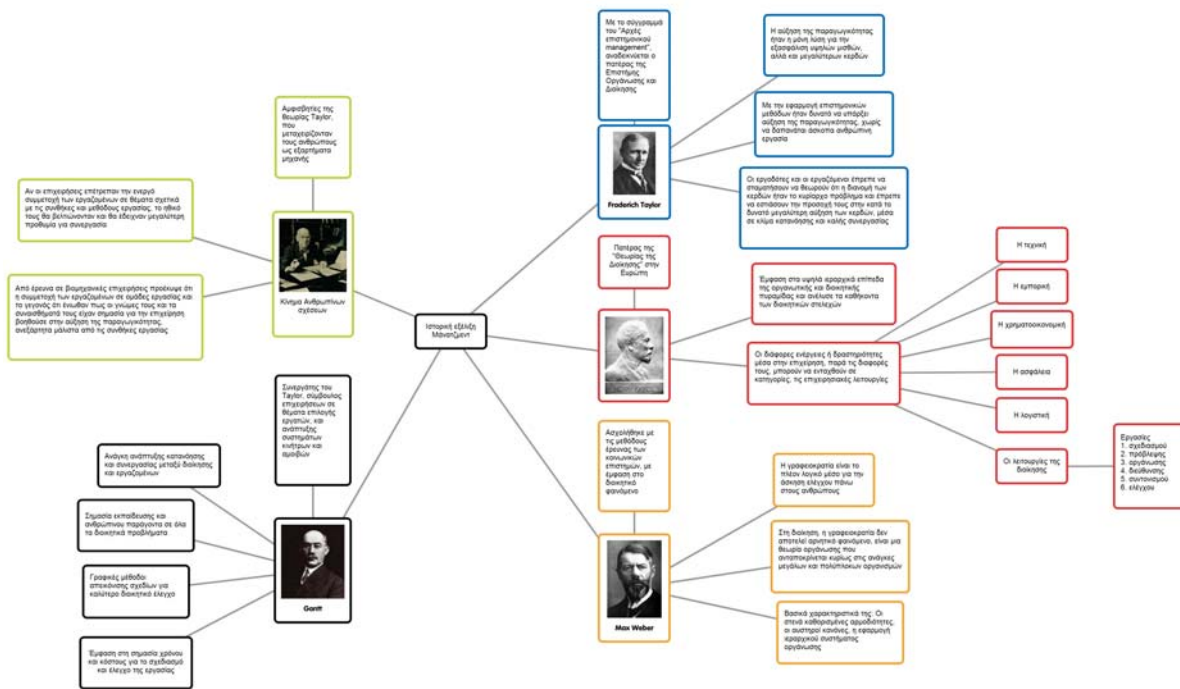 Ιστορική εξέλιξη
Μάνατζμεντ
Με το σύγγραμμά
του "Αρχές
επιστημονικού
management",
αναδεικνύεται ο
πατέρας της
Επιστήμης
Οργάνωσης και
Διοίκησης
Fraderich Taylor
Η αύξηση της παραγωγικότητας
ήταν η μόνη λύση για την
εξασφάλιση υψηλών μισθών,
αλλά και μεγαλύτερων κερδών
Με την εφαρμογή επιστημονικών
μεθόδων ήταν δυνατό να υπάρξει
αύξηση της παραγωγικότητας, χωρίς
να δαπανάται άσκοπα ανθρώπινη
εργασία
Οι εργοδότες και οι εργαζόμενοι έπρεπε να
σταματήσουν να θεωρούν ότι η διανομή των
κερδών ήταν το κυρίαρχο πρόβλημα και έπρεπε
να εστιάσουν την προσοχή τους στην κατά το
δυνατό μεγαλύτερη αύξηση των κερδών, μέσα
σε κλίμα κατανόησης και καλής συνεργασίας
Πατέρας της
"Θεωρίας της
Διοίκησης" στην
Ευρώπη
Έμφαση στα υψηλά ιεραρχικά επίπεδα
της οργανωτικής και διοικητικής
πυραμίδας και ανέλυσε τα καθήκοντα
των διοικητικών στελεχών
Οι διάφορες ενέργειες ή δραστηριότητες
μέσα στην επιχείρηση, παρά τις διαφορές
τους, μπορούν να ενταχθούν σε
κατηγορίες, τις επιχειρησιακές λειτουργίες
Η τεχνική
Η εμπορική
Η χρηματοοικονομική
Η ασφάλεια
Η λογιστική
Οι λειτουργίες της
διοίκησης
Εργασίες
1. σχεδιασμού
2. πρόβλεψης
3. οργάνωσης
4. διεύθυνσης
5. συντονισμού
6. ελέγχου
Ασχολήθηκε με
τις μεθόδους
έρευνας των
κοινωνικών
επιστημών, με
έμφαση στο
διοικητικό
φαινόμενο
Max Weber
Η γραφειοκρατία είναι το
πλέον λογικό μέσο για την
άσκηση ελέγχου πάνω
στους ανθρώπους
Στη διοίκηση, η γραφειοκρατία δεν
αποτελεί αρνητικό φαινόμενο, είναι μια
θεωρία οργάνωσης που
ανταποκρίνεται κυρίως στις ανάγκες
μεγάλων και πολύπλοκων οργανισμών
Βασικά χαρακτηριστικά της: Οι
στενά καθορισμένες αρμοδιότητες,
οι αυστηροί κανόνες, η εφαρμογή
ιεραρχικού συστήματος
οργάνωσης
Αμφισβητίες της
θεωρίας Taylor,
που
μεταχειρίζονταν
τους ανθρώπους
ως εξαρτήματα
μηχανής
Κίνημα Ανθρωπίνων
σχέσεων
Αν οι επιχειρήσεις επέτρεπαν την ενεργό
συμμετοχή των εργαζομένων σε θέματα σχετικά
με τις συνθήκες και μεθόδους εργασίας, το ηθικό
τους θα βελτιώνονταν και θα έδειχναν μεγαλύτερη
προθυμία για συνεργασία
Από έρευνα σε βιομηχανικές επιχειρήσεις προέκυψε ότι
η συμμετοχή των εργαζομένων σε ομάδες εργασίας και
το γεγονός ότι ένιωθαν πως οι γνώμες τους και τα
συναισθήματά τους είχαν σημασία για την επιχείρηση
βοηθούσε στην αύξηση της παραγωγικότητας,
ανεξάρτητα μάλιστα από τις συνθήκες εργασίας
Συνεργάτης του
Taylor, σύμβουλος
επιχειρήσεων σε
θέματα επιλογής
εργατών, και
ανάπτυξης
συστημάτων
κινήτρων και
αμοιβών
Gantt
Ανάγκη ανάπτυξης κατανόησης
και συνεργασίας μεταξύ διοίκησης
και εργαζομένων
Σημασία εκπαίδευσης και
ανθρώπινου παράγοντα σε όλα
τα διοικητικά προβλήματα
Γραφικές μέθοδοι
απεικόνισης σχεδίων για
καλύτερο διοικητικό έλεγχο
Έμφαση στη σημασία χρόνου
και κόστους για το σχεδιασμό
και έλεγχο της εργασίας